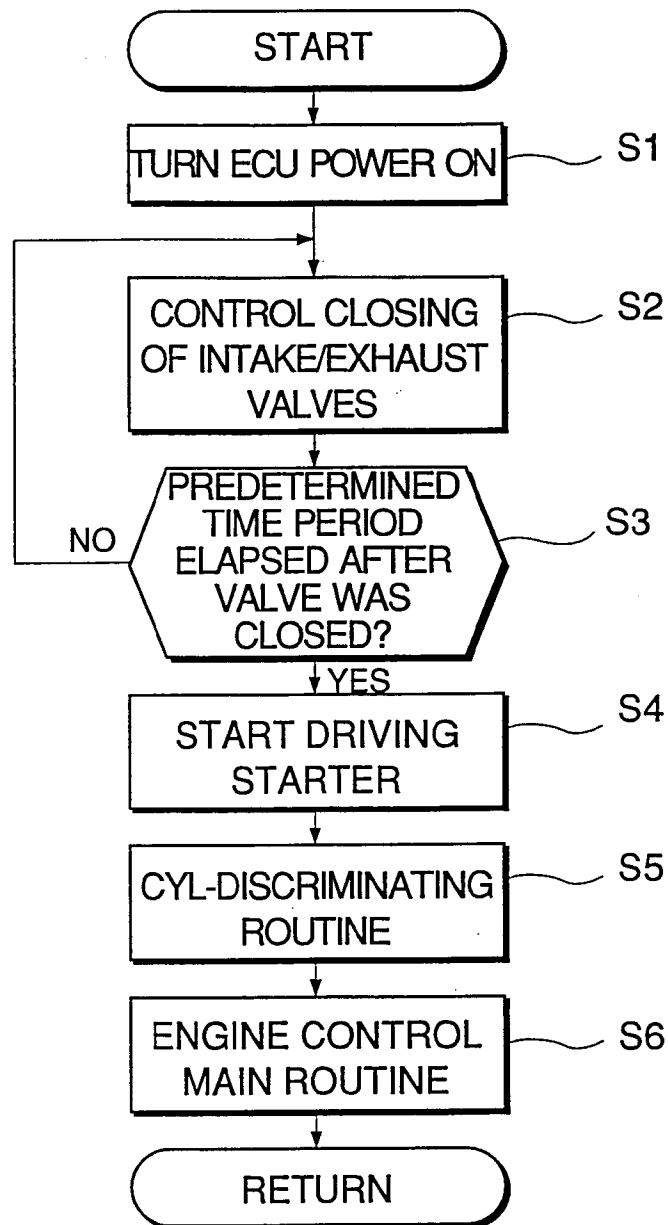 START
TURN ECU POWER ON
S1
CONTROL CLOSING
OF INTAKE/EXHAUST
VALVES
S2
PREDETERMINED
TIME PERIOD
ELAPSED AFTER
VALVE WAS
CLOSED?
S3
NO
YES
START DRIVING
STARTER
S4
CYL-DISCRIMINATING
ROUTINE
S5
ENGINE CONTROL
MAIN ROUTINE
S6
RETURN